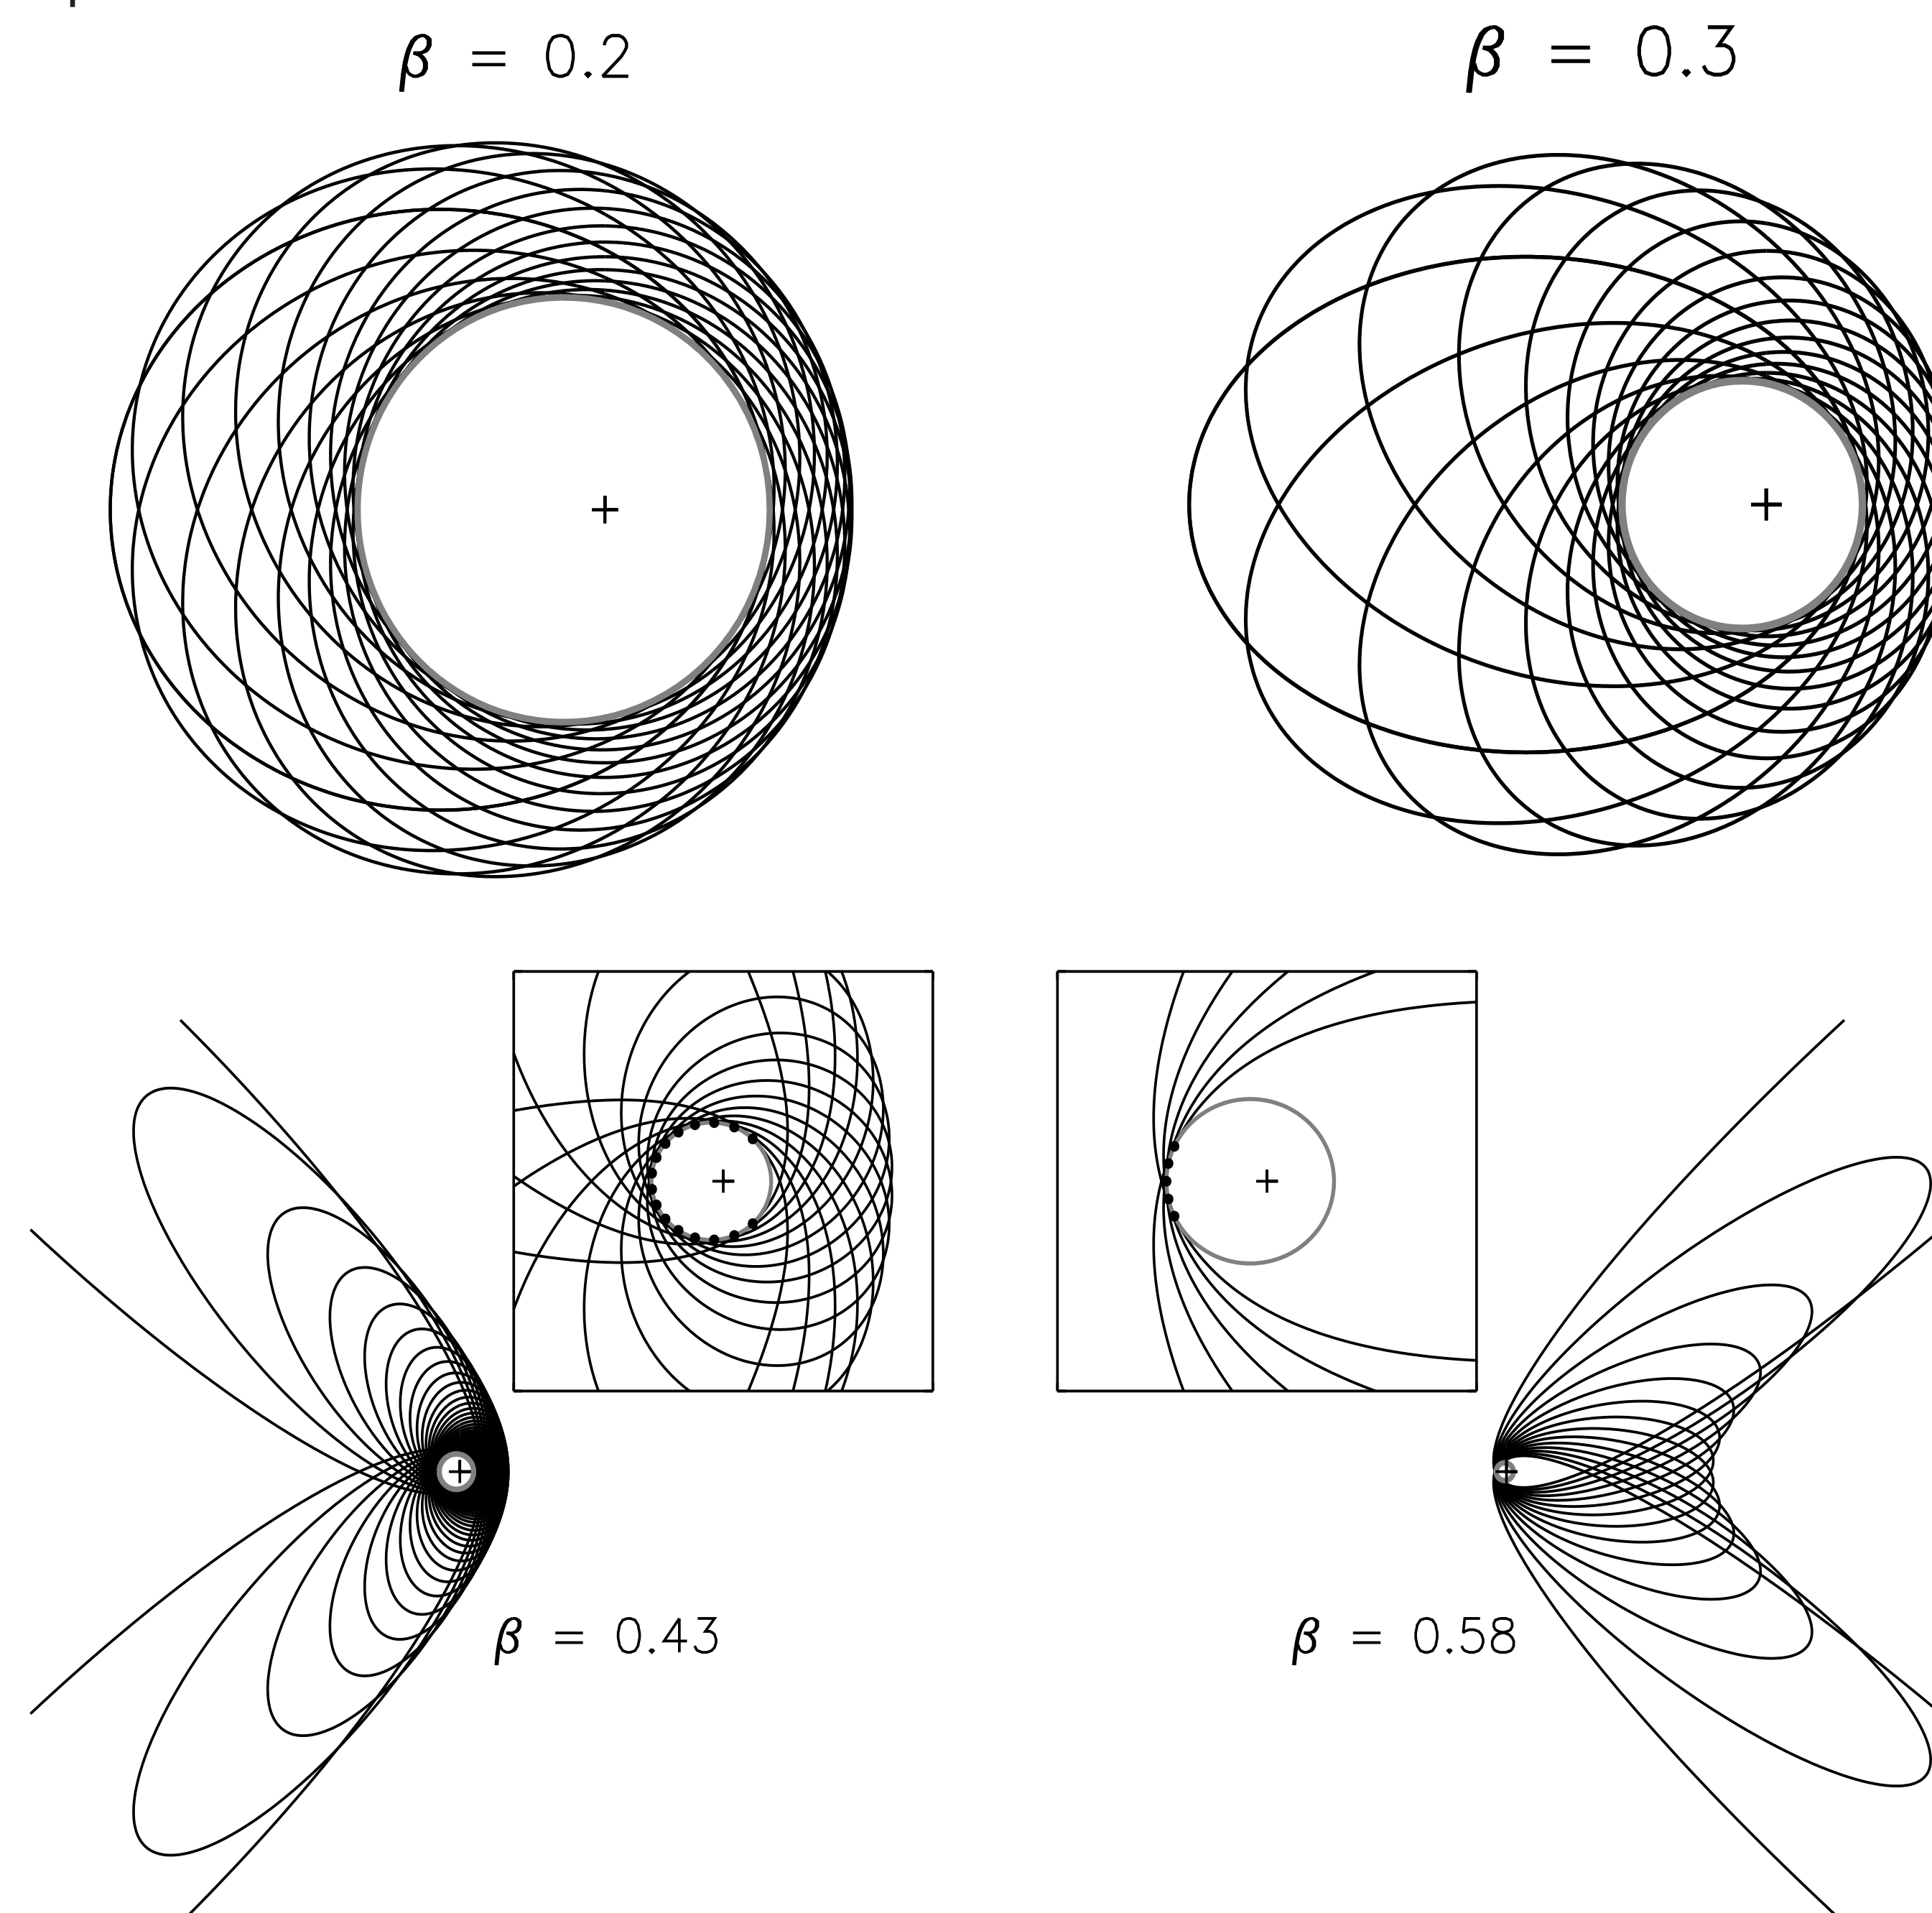 β = 0.2
β = 0.3
β = 0.43
β = 0.58